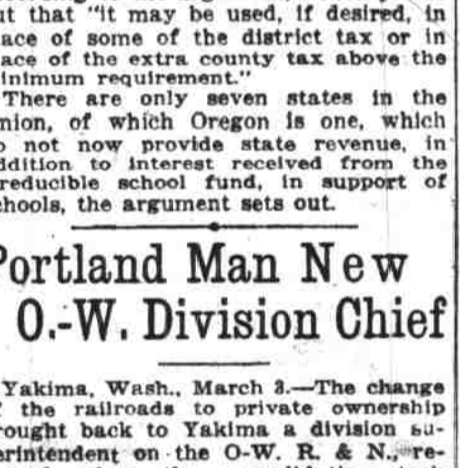 ut that "it may be used, if desired, in
ace of some of the district tax or in
ace of the extra county tax above the
inimum requirement."
There are only seven states in the
nion, of which Oregon is one, which
o not now provide state revenue, in
ddition to interest received from the
reducible school fund, in support of
chools, the argument sets out.
Portland Man New
O.-W. Division Chief
Yakima, Wash., March 3.—The change
the railroads to private ownership
rought back to Yakima a division su-
erintendent on the O-W. R. & N., re-